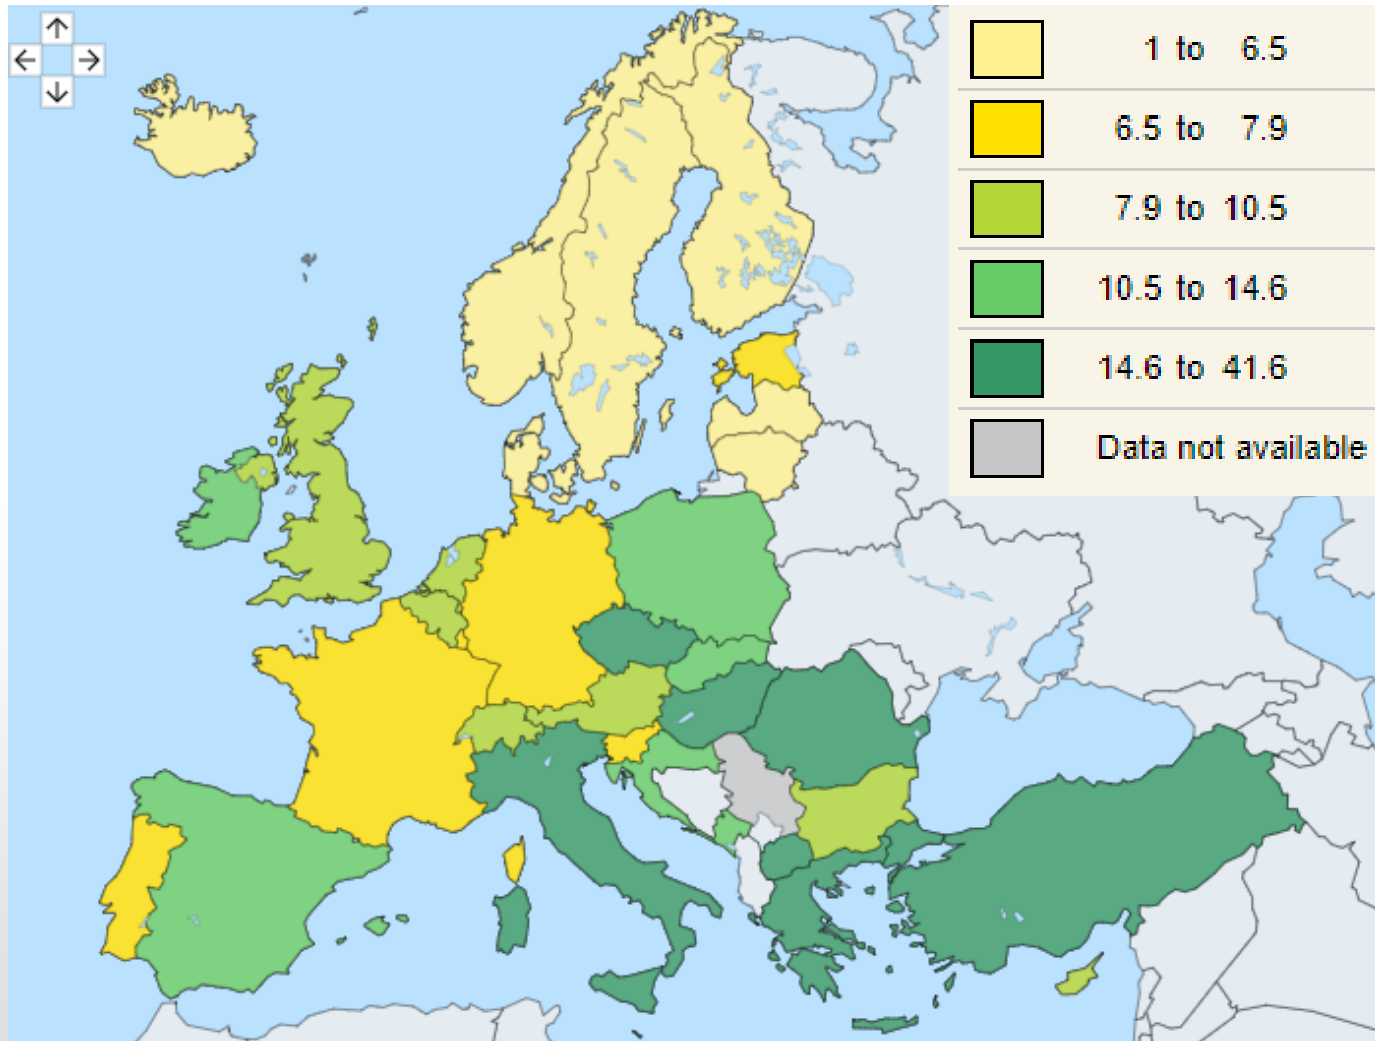 1 to 6.5
6.5 to 7.9
7.9 to 10.5
10.5 to 14.6
14.6 to 41.6
Data not available